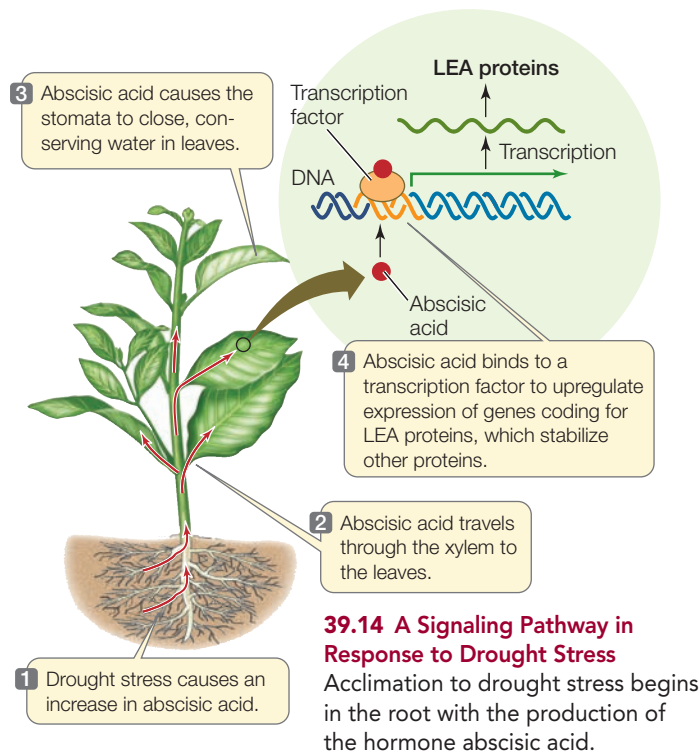 3 Abscisic acid causes the
stomata to close, con-
serving water in leaves.
LEA proteins
Transcription
factor
Transcription
DNA
Abscisic
acid
4 Abscisic acid binds to a
transcription factor to upregulate
expression of genes coding for
LEA proteins, which stabilize
other proteins.
2 Abscisic acid travels
through the xylem to
the leaves.
1 Drought stress causes an
increase in abscisic acid.
39.14 A Signaling Pathway in
Response to Drought Stress
Acclimation to drought stress begins
in the root with the production of
the hormone abscisic acid.